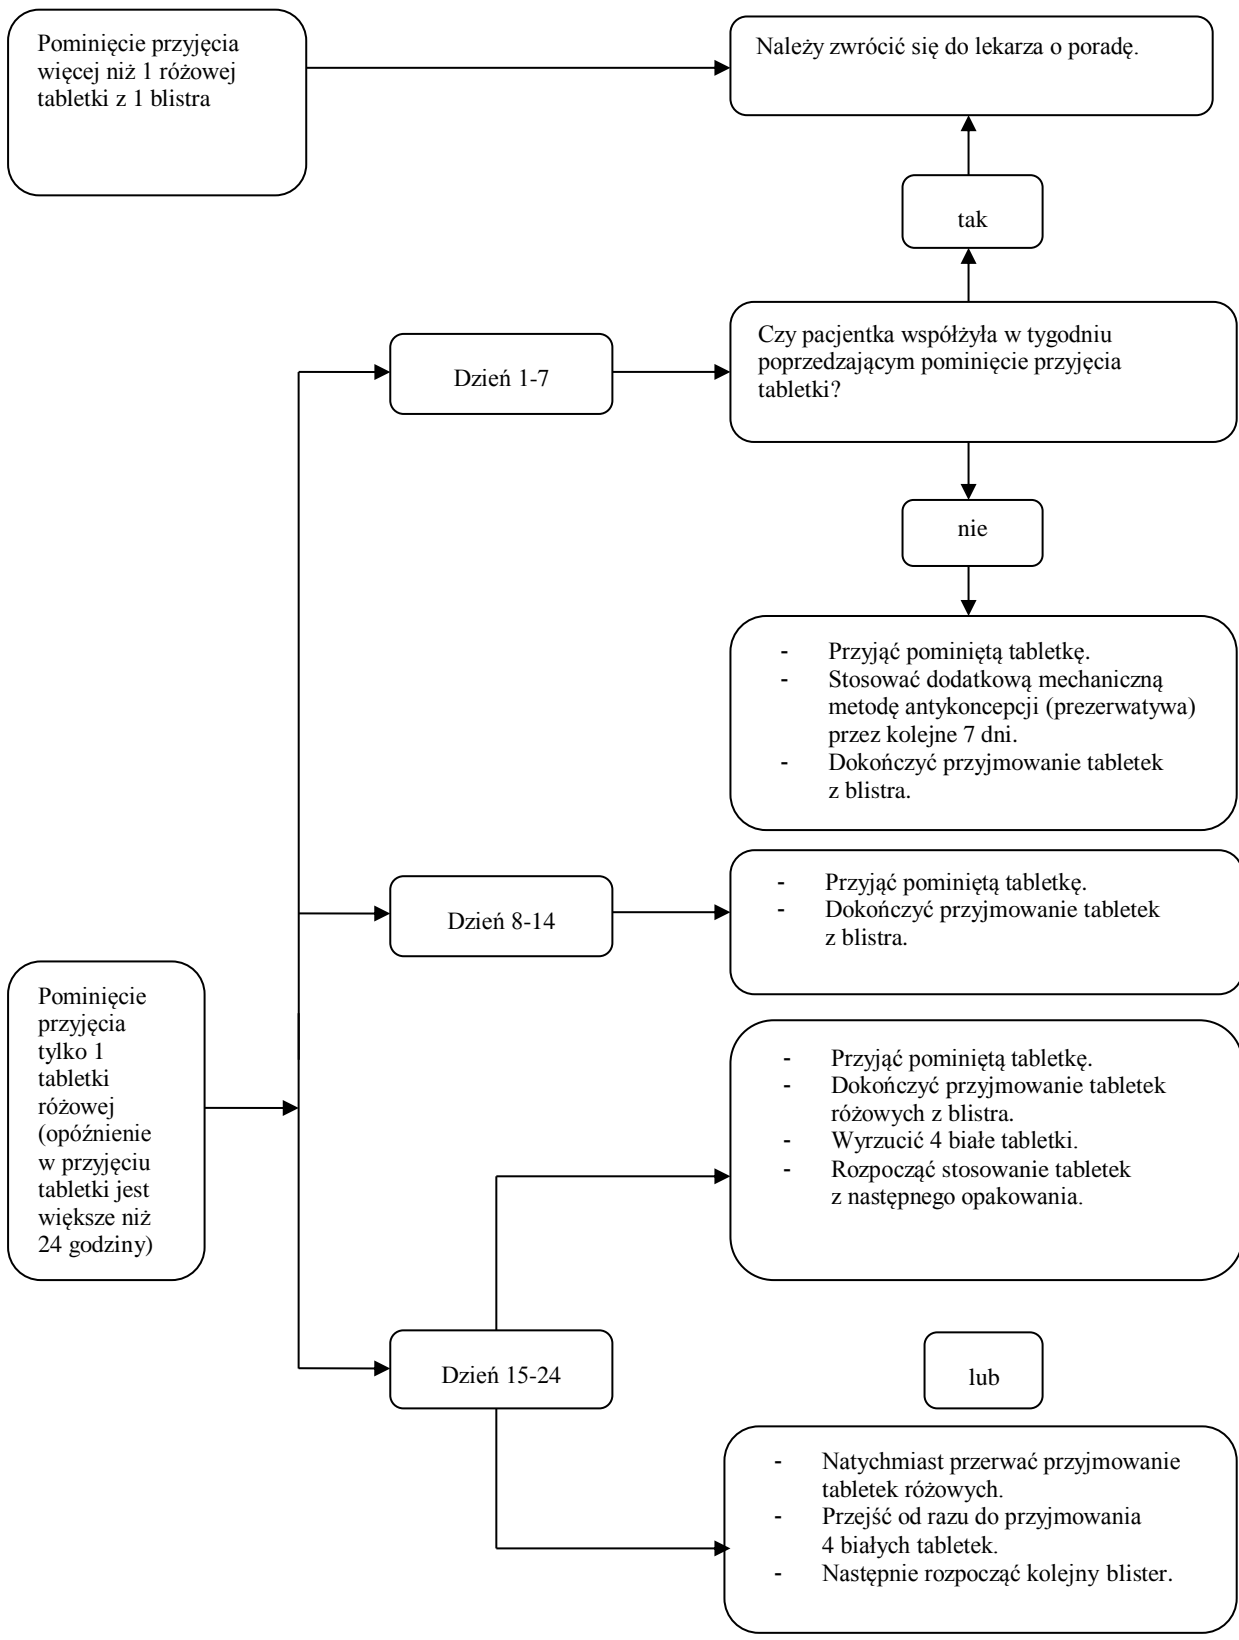 Pominięcie przyjęcia
więcej niż 1 różowej
tabletki z 1 blistra
Należy zwrócić się do lekarza o poradę.
tak
Czy pacjentka współżyła w tygodniu
poprzedzającym pominięcie przyjęcia
tabletki?
Dzień 1-7
nie
- Przyjąć pominiętą tabletkę.
- Stosować dodatkową mechaniczną
metodę antykoncepcji (prezerwatywa)
przez kolejne 7 dni.
- Dokończyć przyjmowanie tabletek
z blistra.
Dzień 8-14
- Przyjąć pominiętą tabletkę.
- Dokończyć przyjmowanie tabletek
z blistra.
Pominięcie
przyjęcia
tylko 1
tabletki
różowej
(opóźnienie
w przyjęciu
tabletki jest
większe niż
24 godziny)
- Przyjąć pominiętą tabletkę.
- Dokończyć przyjmowanie tabletek
różowych z blistra.
- Wyrzucić 4 białe tabletki.
- Rozpocząć stosowanie tabletek
z następnego opakowania.
Dzień 15-24
lub
- Natychmiast przerwać przyjmowanie
tabletek różowych.
- Przejść od razu do przyjmowania
4 białych tabletek.
- Następnie rozpocząć kolejny blister.